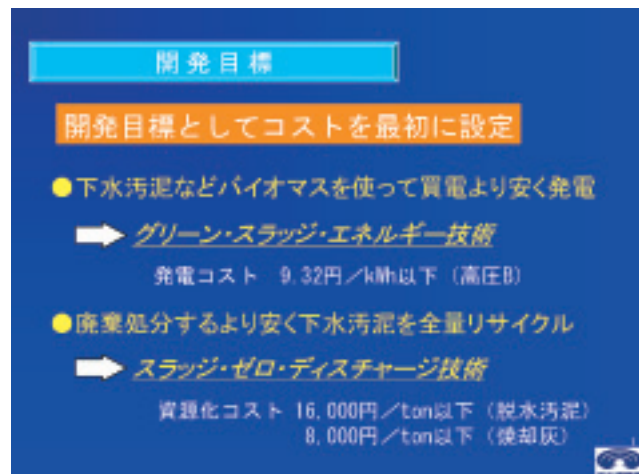 開発目標
開発目標としてコストを最初に設定
●下水汚泥などバイオマスを使って買電より安く発電
グリーン・スラッジ・エネルギー技術
発電コスト 9.32円/kWh以下 (高圧B)
●廃棄処分するより安く下水汚泥を全量リサイクル
スラッジ・ゼロ・ディスチャージ技術
資源化コスト 16,000円/ton以下 (脱水汚泥)
8,000円/ton以下 (焼却灰)